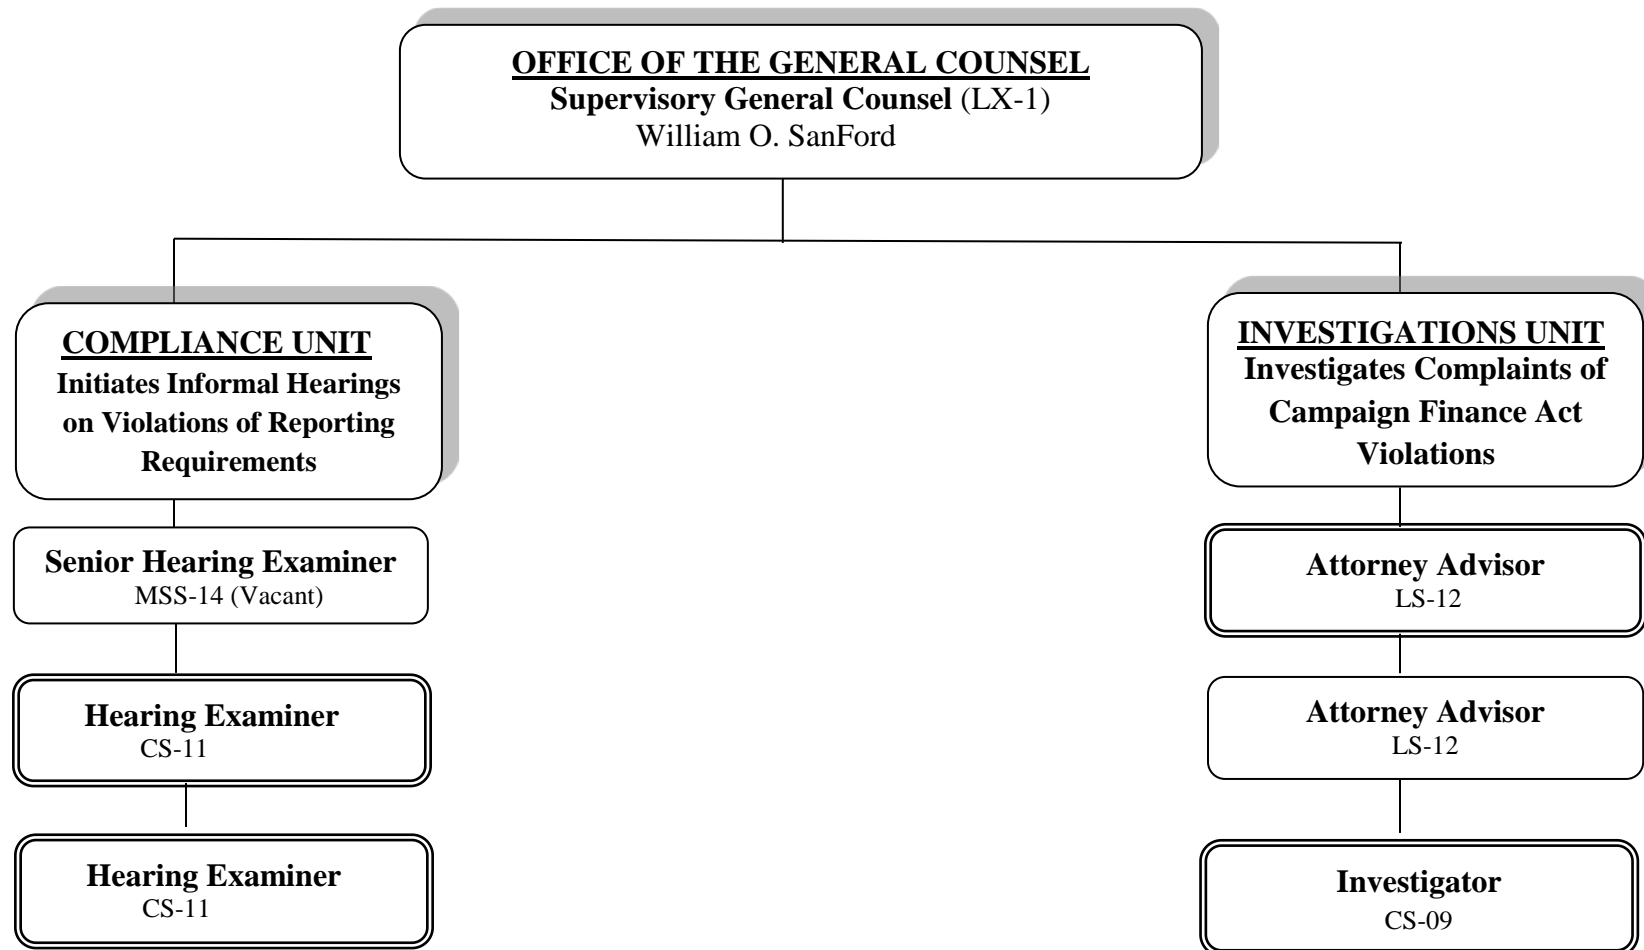 OFFICE OF THE GENERAL COUNSEL
Supervisory General Counsel (LX-1)
William O. SanFord
COMPLIANCE UNIT
Initiates Informal Hearings
on Violations of Reporting
Requirements
Senior Hearing Examiner
MSS-14 (Vacant)
Hearing Examiner
CS-11
Hearing Examiner
CS-11
INVESTIGATIONS UNIT
Investigates Complaints of
Campaign Finance Act
Violations
Attorney Advisor
LS-12
Attorney Advisor
LS-12
Investigator
CS-09